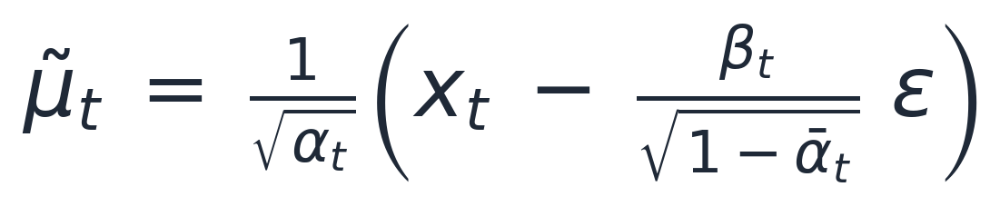 μ̃ₜ = 1/√αₜ (xₜ − βₜ/√(1 − ᾱₜ) ε)